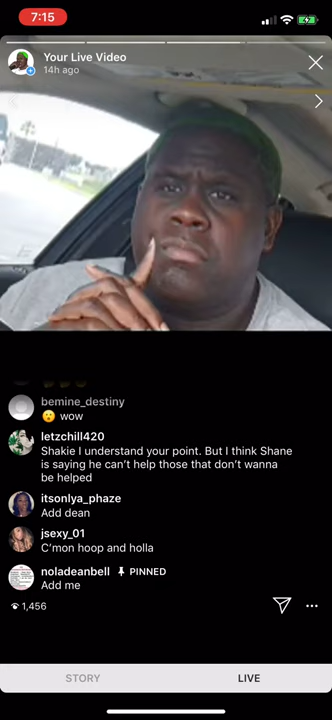 7:15
Your Live Video
14h ago
bemine_destiny
😮 wow
letzchill420
Shakie I understand your point. But I think Shane
is saying he can't help those that don't wanna
be helped
itsonlya_phaze
Add dean
jsexy_01
C'mon hoop and holla
noladeanbell PINNED
Add me
1,456
STORY LIVE